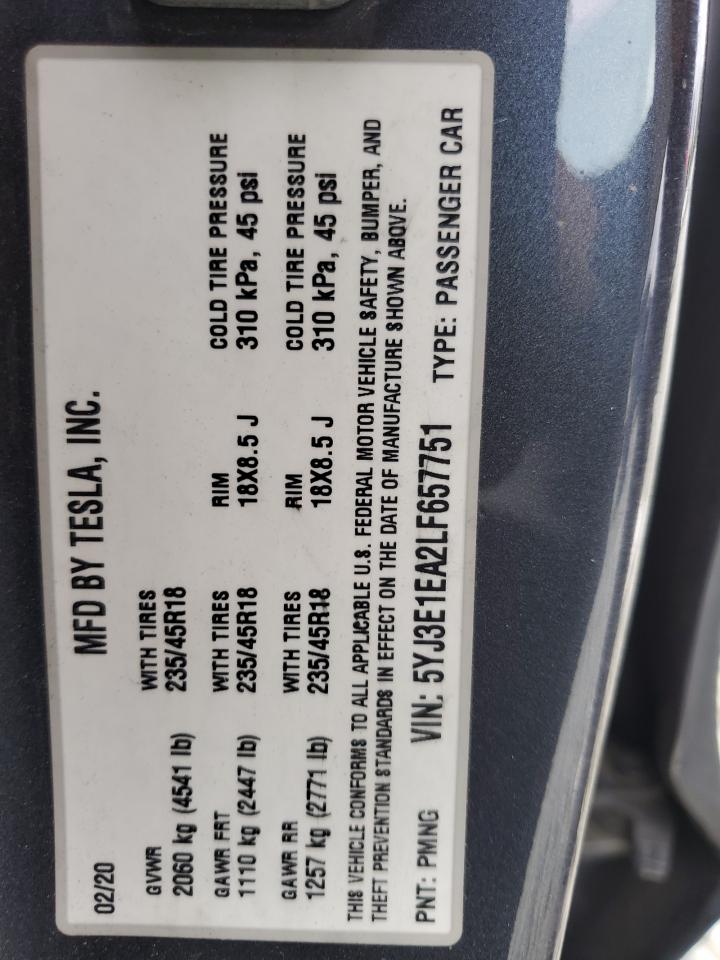 MFD BY TESLA, INC.
02/20
GVWR WITH TIRES
2060 kg (4541 lb) 235/45R18
GAWR FRT WITH TIRES RIM COLD TIRE PRESSURE
1110 kg (2447 lb) 235/45R18 18X8.5 J 310 kPa, 45 psi
GAWR RR WITH TIRES RIM COLD TIRE PRESSURE
1257 kg (2771 lb) 235/45R18 18X8.5 J 310 kPa, 45 psi
THIS VEHICLE CONFORMS TO ALL APPLICABLE U.S. FEDERAL MOTOR VEHICLE SAFETY, BUMPER, AND
THEFT PREVENTION STANDARDS IN EFFECT ON THE DATE OF MANUFACTURE SHOWN ABOVE.
PNT: PMNG VIN: 5YJ3E1EA2LF657751 TYPE: PASSENGER CAR